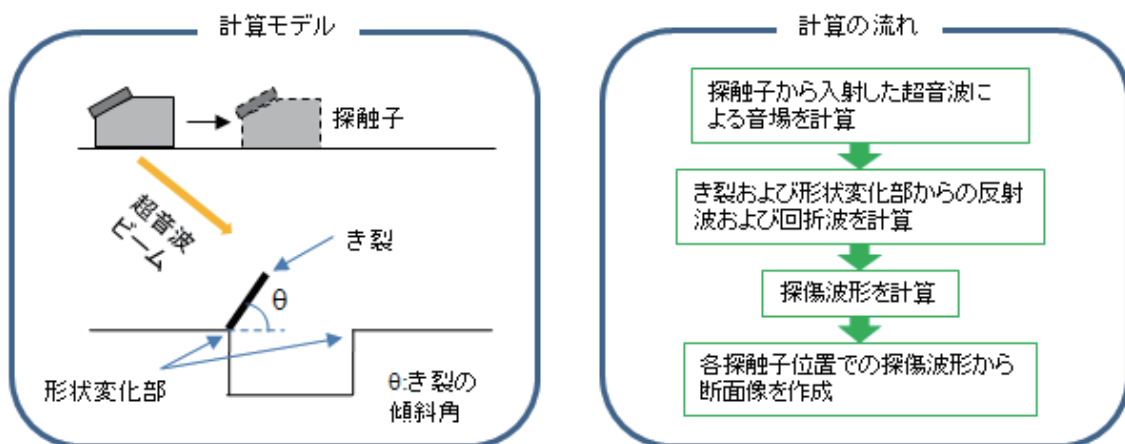 計算モデル
探触子
超音波
ビーム
き裂
θ
形状変化部
θ:き裂の
傾斜角
計算の流れ
探触子から入射した超音波に
よる音場を計算
き裂および形状変化部からの反射
波および回折波を計算
探傷波形を計算
各探触子位置での探傷波形から
断面像を作成